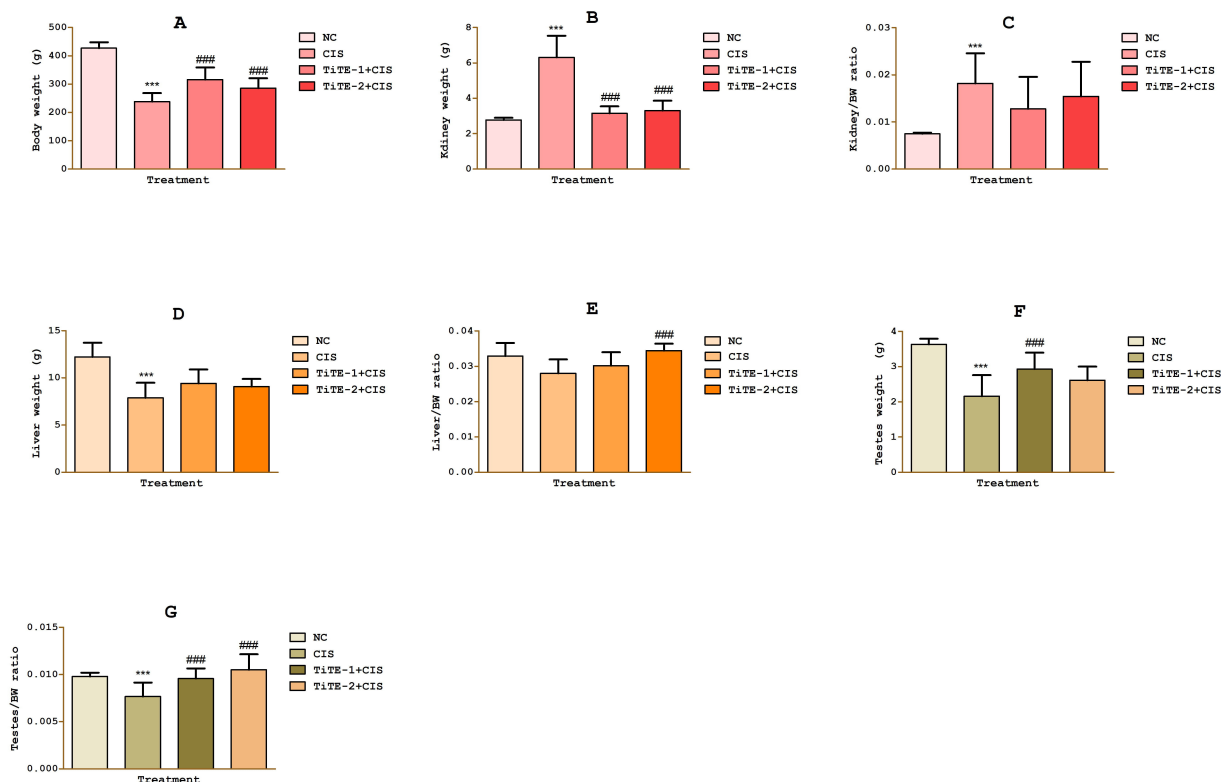 A
Body weight (g)
500
400
300
200
100
0
***
###
###
Treatment
NC
CIS
TiTE-1+CIS
TiTE-2+CIS
B
Kdiney weight (g)
8
6
4
2
0
***
###
###
Treatment
NC
CIS
TiTE-1+CIS
TiTE-2+CIS
C
Kidney/BW ratio
0.03
0.02
0.01
0.00
***
Treatment
NC
CIS
TiTE-1+CIS
TiTE-2+CIS
D
Liver weight (g)
15
10
5
0
***
Treatment
NC
CIS
TiTE-1+CIS
TiTE-2+CIS
E
Liver/BW ratio
0.04
0.03
0.02
0.01
0.00
###
Treatment
NC
CIS
TiTE-1+CIS
TiTE-2+CIS
F
Testes weight (g)
4
3
2
1
0
***
###
Treatment
NC
CIS
TiTE-1+CIS
TiTE-2+CIS
G
Testes/BW ratio
0.015
0.010
0.005
0.000
***
###
###
Treatment
NC
CIS
TiTE-1+CIS
TiTE-2+CIS